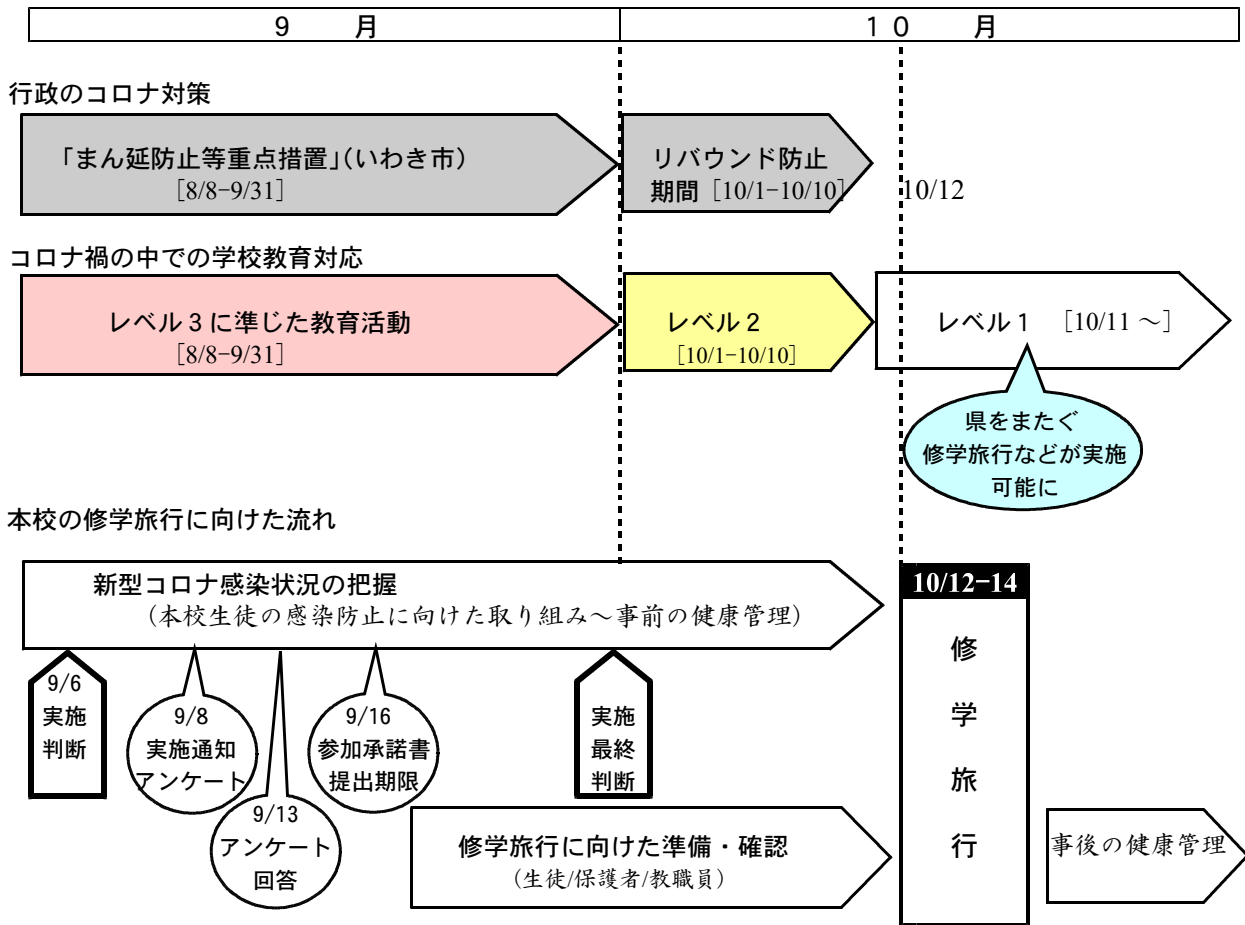 ９　月
１０　月
行政のコロナ対策
「まん延防止等重点措置」（いわき市）
［8/8-9/31］
リバウンド防止
期間［10/1-10/10］
10/12
コロナ禍の中での学校教育対応
レベル３に準じた教育活動
［8/8-9/31］
レベル２
［10/1-10/10］
レベル１　［10/11～］
県をまたぐ
修学旅行などが実施
可能に
本校の修学旅行に向けた流れ
新型コロナ感染状況の把握
（本校生徒の感染防止に向けた取り組み～事前の健康管理）
9/6
実施
判断
9/8
実施通知
アンケート
9/13
アンケート
回答
9/16
参加承諾書
提出期限
実施
最終
判断
修学旅行に向けた準備・確認
（生徒/保護者/教職員）
10/12-14
修
学
旅
行
事後の健康管理